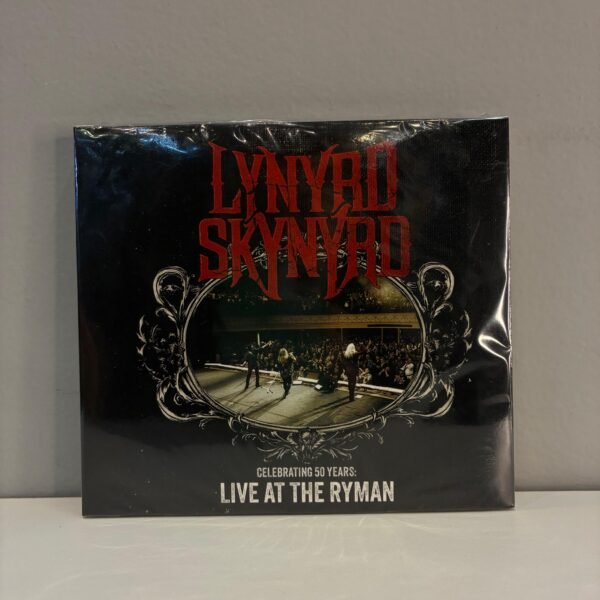 LYNYRD
SKYNYRD
CELEBRATING 50 YEARS:
LIVE AT THE RYMAN